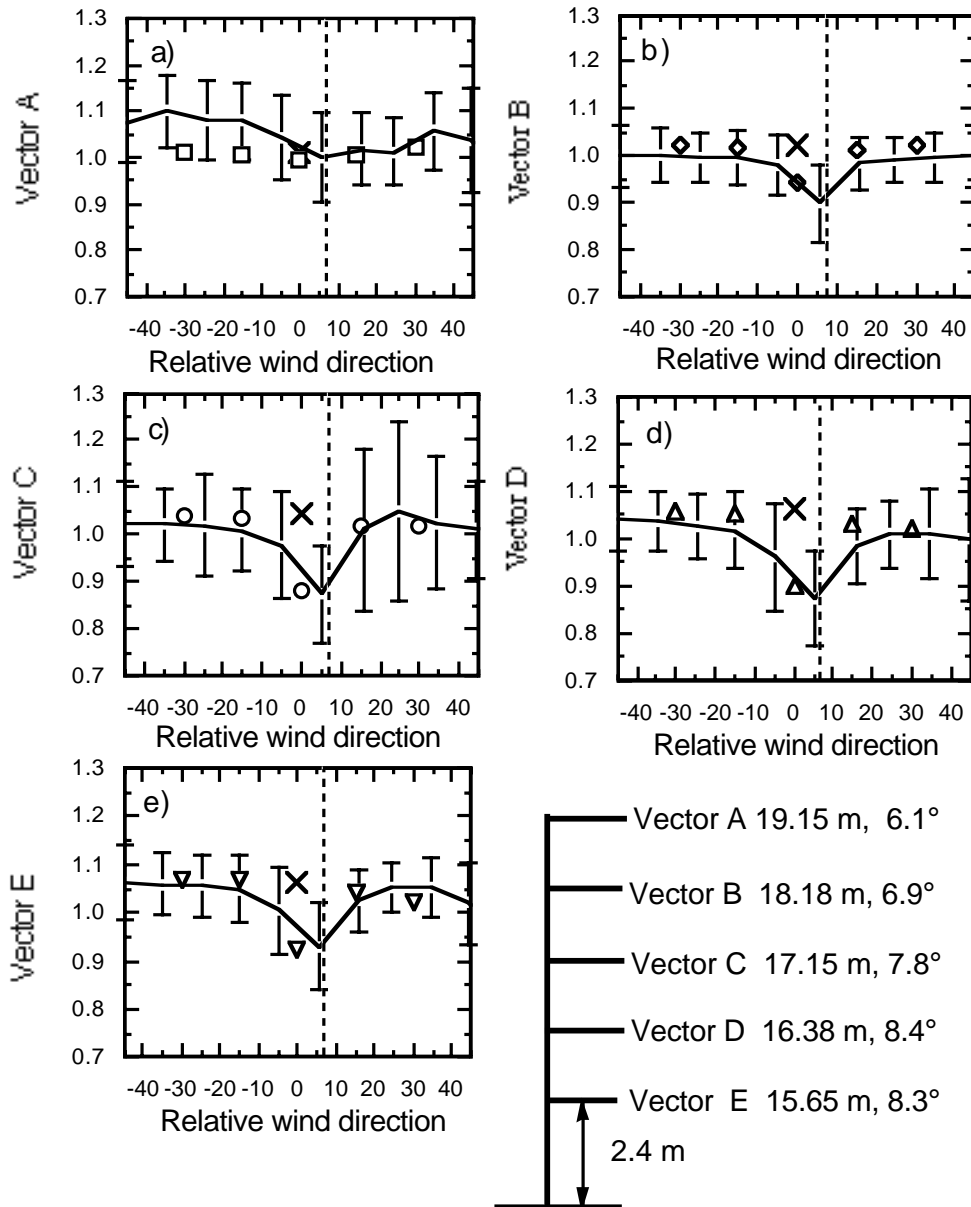 a)
Vector A
1.3
1.2
1.1
1.0
0.9
0.8
0.7
-40 -30 -20 -10 0 10 20 30 40
Relative wind direction
b)
Vector B
1.3
1.2
1.1
1.0
0.9
0.8
0.7
-40 -30 -20 -10 0 10 20 30 40
Relative wind direction
c)
Vector C
1.3
1.2
1.1
1.0
0.9
0.8
0.7
-40 -30 -20 -10 0 10 20 30 40
Relative wind direction
d)
Vector D
1.3
1.2
1.1
1.0
0.9
0.8
0.7
-40 -30 -20 -10 0 10 20 30 40
Relative wind direction
e)
Vector E
1.3
1.2
1.1
1.0
0.9
0.8
0.7
-40 -30 -20 -10 0 10 20 30 40
Relative wind direction
Vector A 19.15 m, 6.1°
Vector B 18.18 m, 6.9°
Vector C 17.15 m, 7.8°
Vector D 16.38 m, 8.4°
Vector E 15.65 m, 8.3°
2.4 m